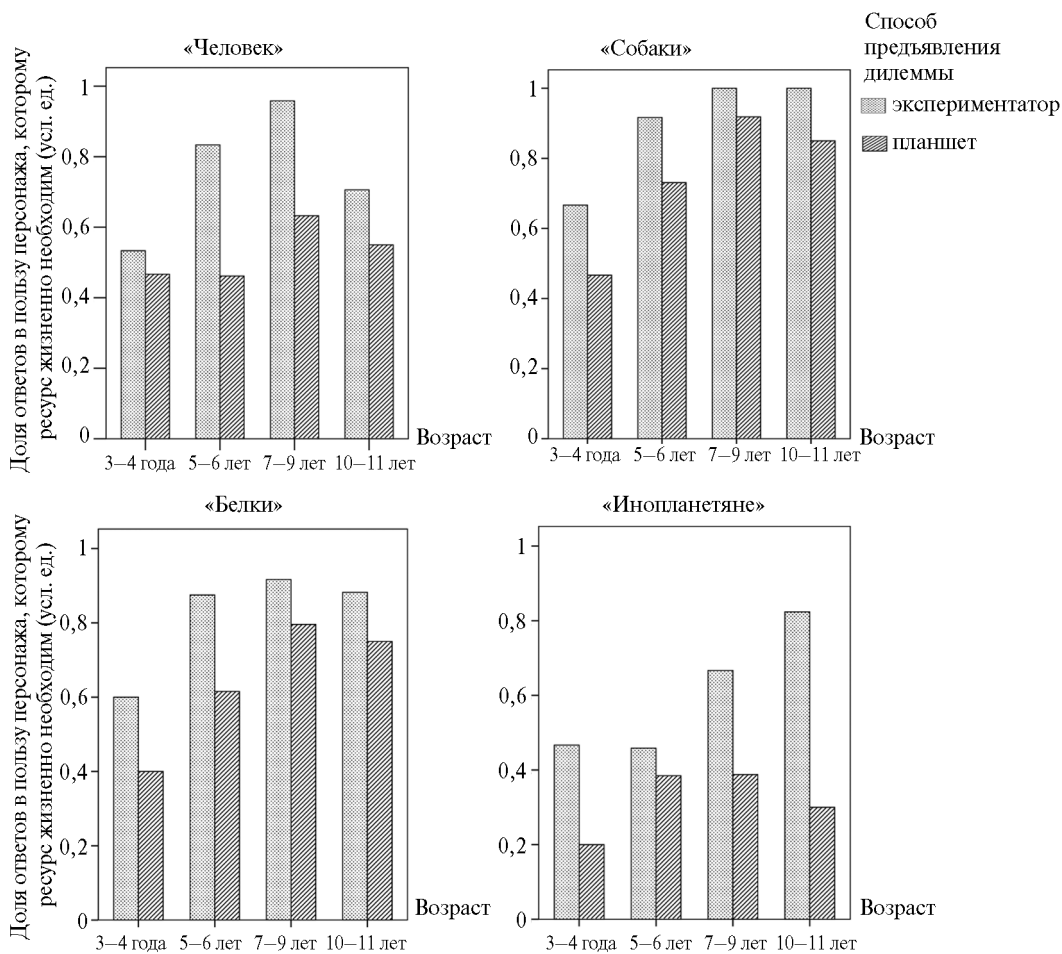 «Человек»
Доля ответов в пользу персонажа, которому
ресурс жизненно необходим (усл. ед.)
1
0,8
0,6
0,4
0,2
0
3–4 года 5–6 лет 7–9 лет 10–11 лет
Возраст
«Собаки»
1
0,8
0,6
0,4
0,2
0
3–4 года 5–6 лет 7–9 лет 10–11 лет
Возраст
Способ
предъявления
дилеммы
экспериментатор
планшет
«Белки»
Доля ответов в пользу персонажа, которому
ресурс жизненно необходим (усл. ед.)
1
0,8
0,6
0,4
0,2
0
3–4 года 5–6 лет 7–9 лет 10–11 лет
Возраст
«Инопланетяне»
1
0,8
0,6
0,4
0,2
0
3–4 года 5–6 лет 7–9 лет 10–11 лет
Возраст